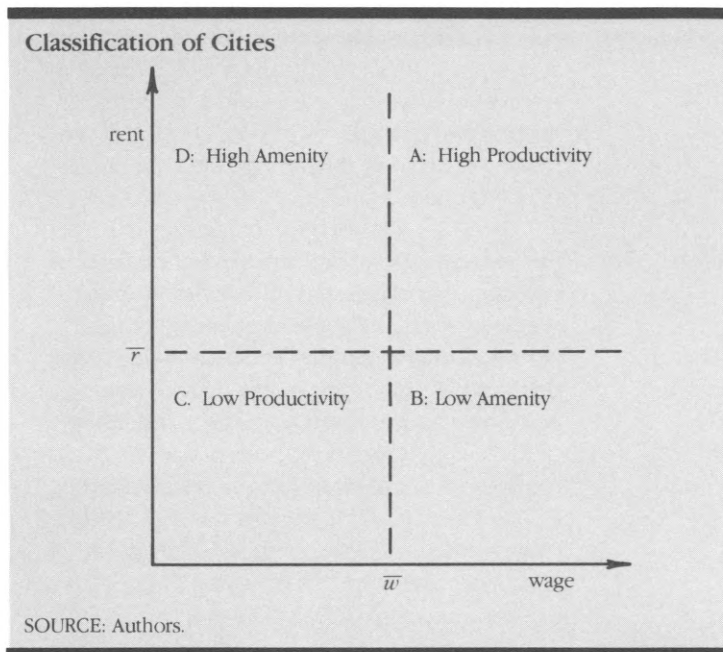 Classification of Cities
rent
D: High Amenity
A: High Productivity
r̅
C. Low Productivity
B: Low Amenity
w̅
wage
SOURCE: Authors.